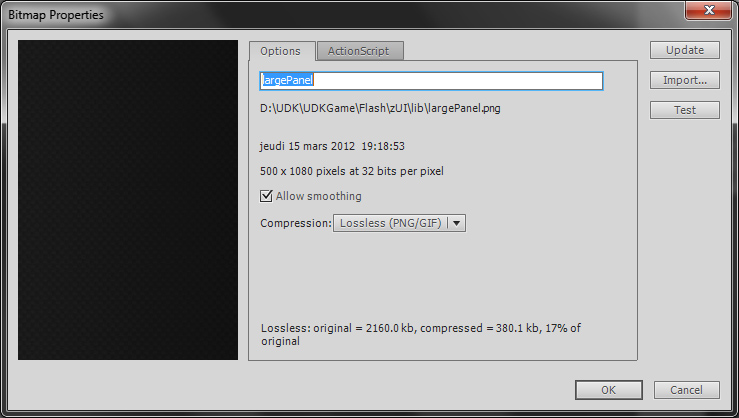 Bitmap Properties
Options
ActionScript
Update
largePanel
Import...
D:\UDK\UDKGame\Flash\zUI\lib\largePanel.png
Test
jeudi 15 mars 2012  19:18:53
500 x 1080 pixels at 32 bits per pixel
Allow smoothing
Compression: Lossless (PNG/GIF)
Lossless: original = 2160.0 kb, compressed = 380.1 kb, 17% of
original
OK
Cancel